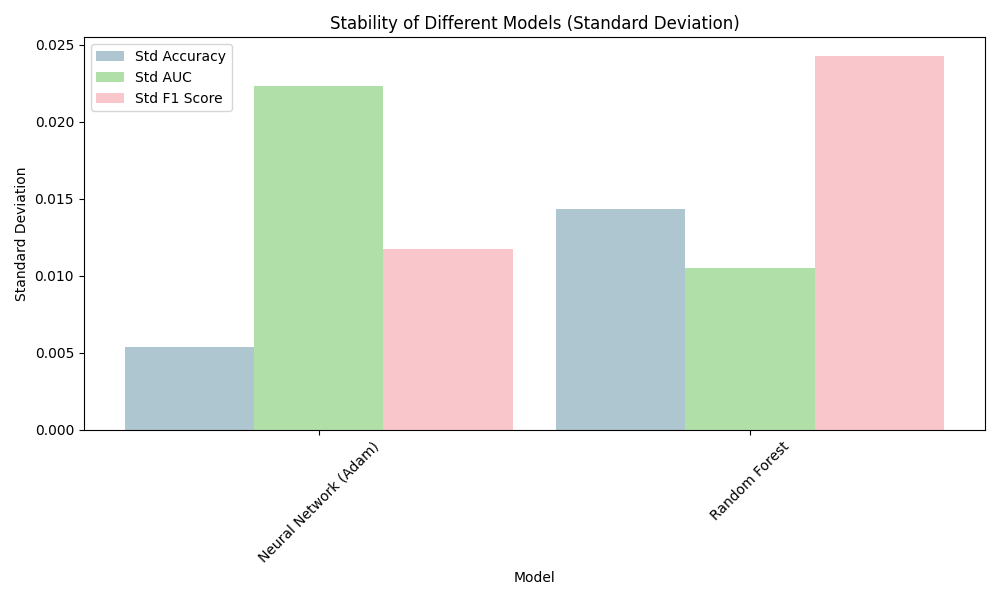 Stability of Different Models (Standard Deviation)
Std Accuracy
Std AUC
Std F1 Score
Standard Deviation
0.025
0.020
0.015
0.010
0.005
0.000
Neural Network (Adam)
Random Forest
Model